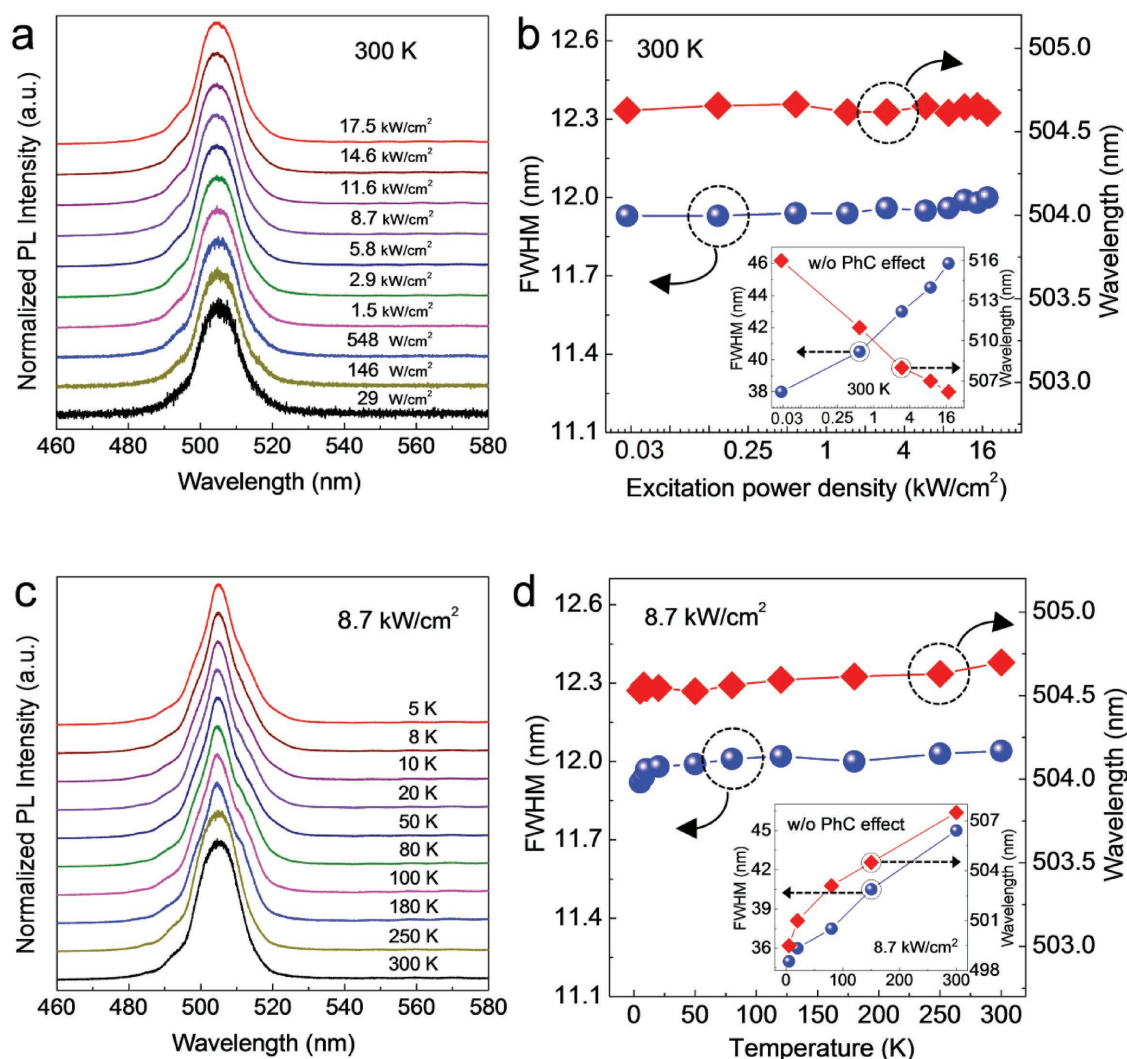 a
300 K
Normalized PL Intensity (a.u.)
17.5 kW/cm²
14.6 kW/cm²
11.6 kW/cm²
8.7 kW/cm²
5.8 kW/cm²
2.9 kW/cm²
1.5 kW/cm²
548 W/cm²
146 W/cm²
29 W/cm²
460 480 500 520 540 560 580
Wavelength (nm)
b
300 K
FWHM (nm)
12.6
12.3
12.0
11.7
11.4
11.1
Wavelength (nm)
505.0
504.5
504.0
503.5
503.0
0.03 0.25 1 4 16
Excitation power density (kW/cm²)
w/o PhC effect
FWHM (nm)
46
44
42
40
38
Wavelength (nm)
516
513
510
507
300 K
0.03 0.25 1 4 16
c
8.7 kW/cm²
Normalized PL Intensity (a.u.)
5 K
8 K
10 K
20 K
50 K
80 K
100 K
180 K
250 K
300 K
460 480 500 520 540 560 580
Wavelength (nm)
d
8.7 kW/cm²
FWHM (nm)
12.6
12.3
12.0
11.7
11.4
11.1
Wavelength (nm)
505.0
504.5
504.0
503.5
503.0
0 50 100 150 200 250 300
Temperature (K)
w/o PhC effect
FWHM (nm)
45
42
39
36
Wavelength (nm)
507
504
501
498
8.7 kW/cm²
0 100 200 300